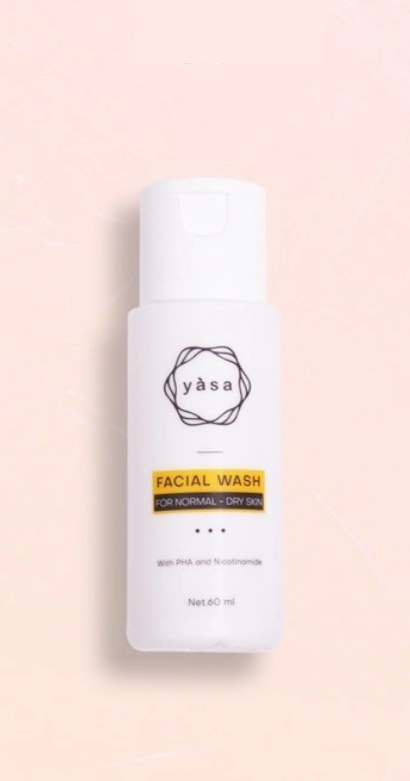 yàsa
FACIAL WASH
FOR NORMAL - DRY SKIN
With PHA and Nicotinamide
Net.60 ml